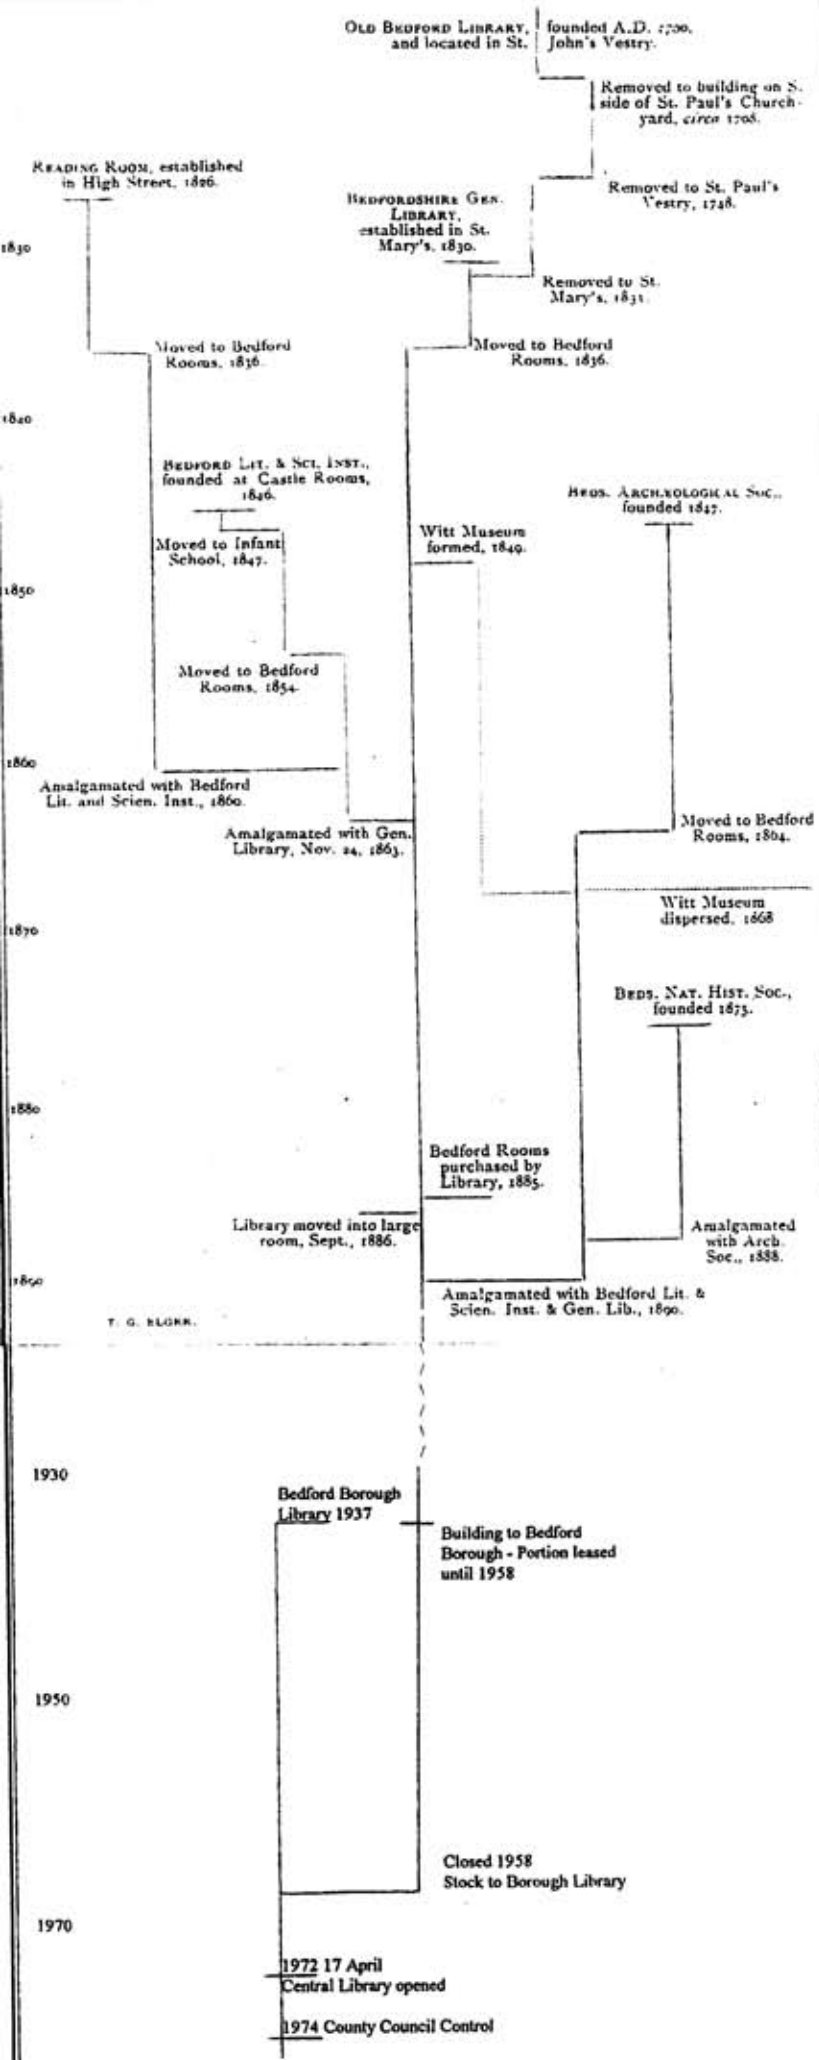 OLD BEDFORD LIBRARY, founded A.D. 1700,
and located in St. John's Vestry.
Removed to building on S.
side of St. Paul's Church-
yard, circa 1708.
READING ROOM, established
in High Street, 1826.
Removed to St. Paul's
Vestry, 1748.
BEDFORDSHIRE GEN.
LIBRARY,
established in St.
Mary's, 1830.
1830
Removed to St.
Mary's, 1831.
Moved to Bedford
Rooms, 1836.
Moved to Bedford
Rooms, 1836.
1840
BEDFORD LIT. & SCI. INST.,
founded at Castle Rooms,
1846.
BEDS. ARCHÆOLOGICAL SOC.,
founded 1847.
Moved to Infant
School, 1847.
Witt Museum
formed, 1849.
1850
Moved to Bedford
Rooms, 1854.
1860
Amalgamated with Bedford
Lit. and Scien. Inst., 1860.
Amalgamated with Gen.
Library, Nov. 24, 1863.
Moved to Bedford
Rooms, 1864.
Witt Museum
dispersed, 1868
1870
BEDS. NAT. HIST. SOC.,
founded 1875.
1880
Bedford Rooms
purchased by
Library, 1885.
Library moved into large
room, Sept., 1886.
Amalgamated
with Arch.
Soc., 1888.
1890
Amalgamated with Bedford Lit. &
Scien. Inst. & Gen. Lib., 1890.
T. G. ELGER.
1930
Bedford Borough
Library 1937
Building to Bedford
Borough - Portion leased
until 1958
1950
Closed 1958
Stock to Borough Library
1970
1972 17 April
Central Library opened
1974 County Council Control